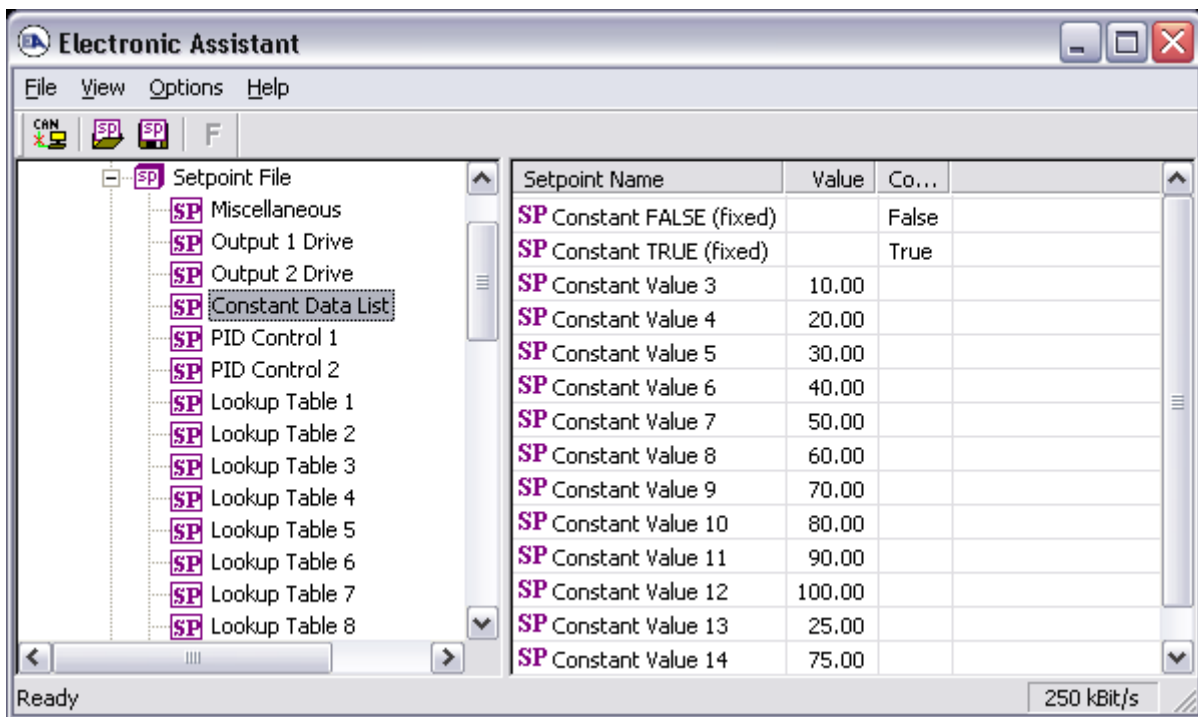 Electronic Assistant
File View Options Help
CAN SP SP F
SP Setpoint File
SP Miscellaneous
SP Output 1 Drive
SP Output 2 Drive
SP Constant Data List
SP PID Control 1
SP PID Control 2
SP Lookup Table 1
SP Lookup Table 2
SP Lookup Table 3
SP Lookup Table 4
SP Lookup Table 5
SP Lookup Table 6
SP Lookup Table 7
SP Lookup Table 8
Setpoint Name Value Co...
SP Constant FALSE (fixed) False
SP Constant TRUE (fixed) True
SP Constant Value 3 10.00
SP Constant Value 4 20.00
SP Constant Value 5 30.00
SP Constant Value 6 40.00
SP Constant Value 7 50.00
SP Constant Value 8 60.00
SP Constant Value 9 70.00
SP Constant Value 10 80.00
SP Constant Value 11 90.00
SP Constant Value 12 100.00
SP Constant Value 13 25.00
SP Constant Value 14 75.00
Ready 250 kBit/s